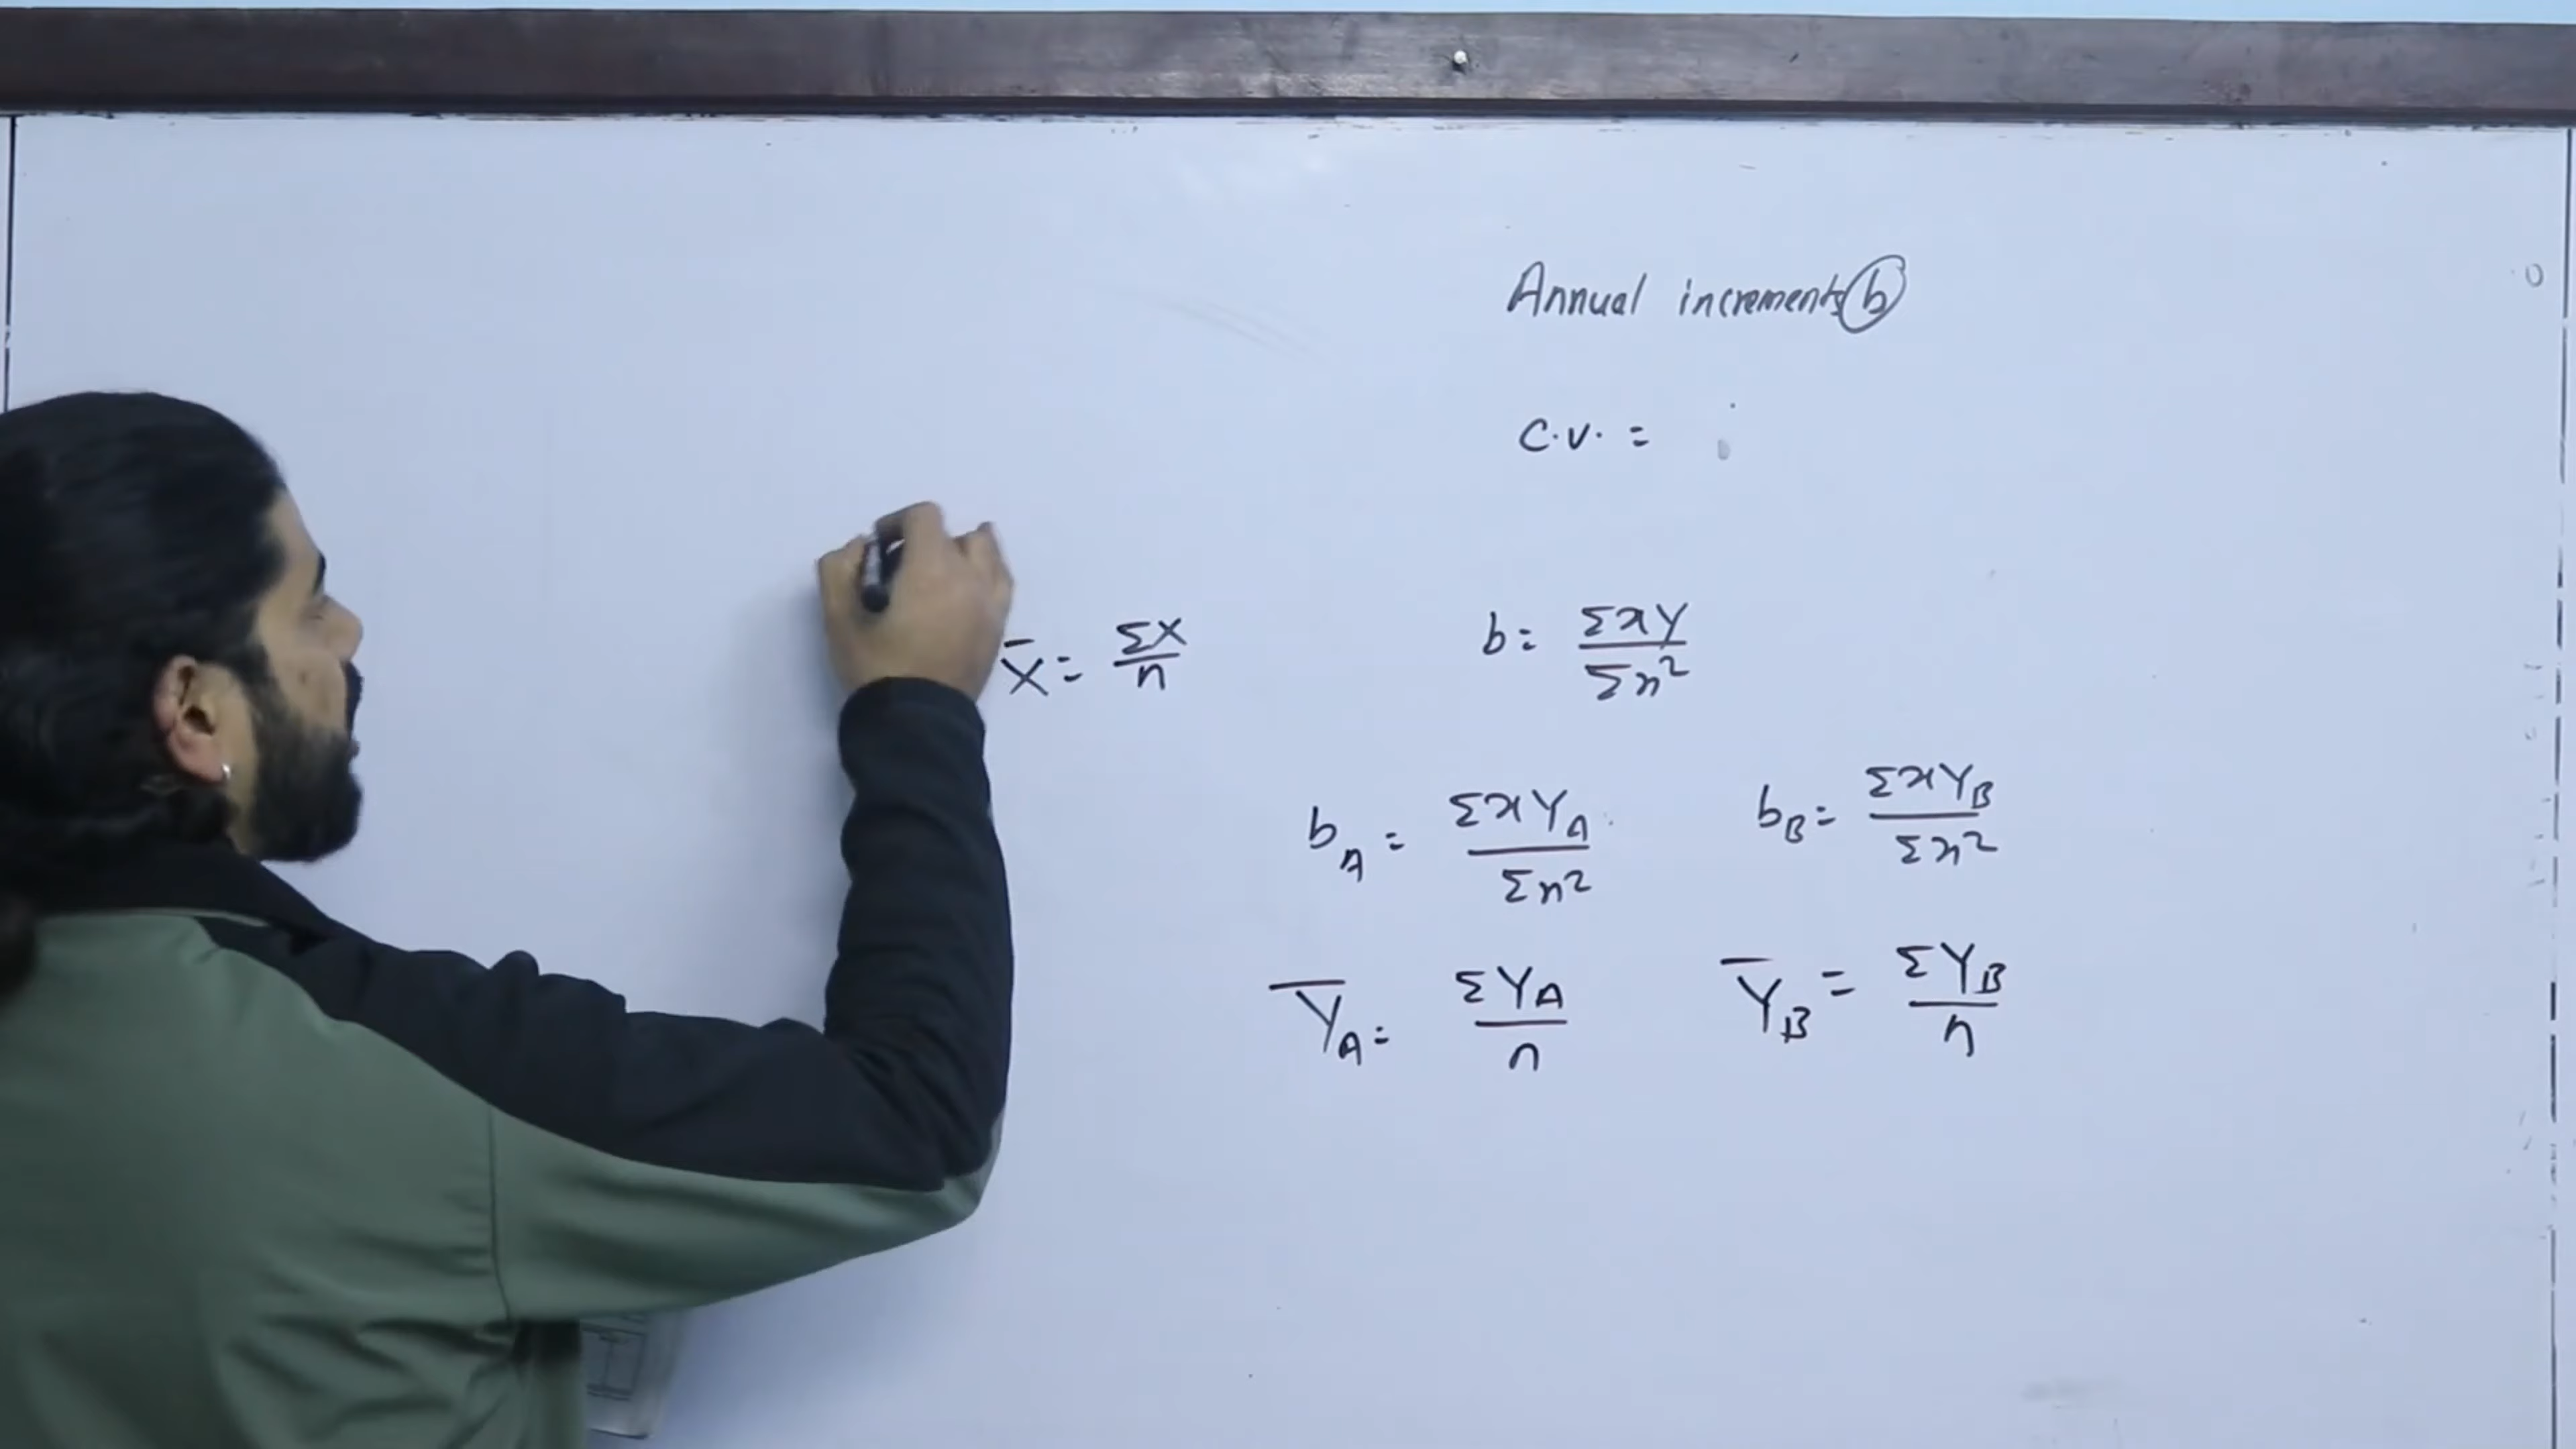 Annual increments (b)
C.V. =
X̄ = ΣX/n
b = ΣxY/Σx²
b_A = ΣxY_A/Σx²
b_B = ΣxY_B/Σx²
Ȳ_A = ΣY_A/n
Ȳ_B = ΣY_B/n